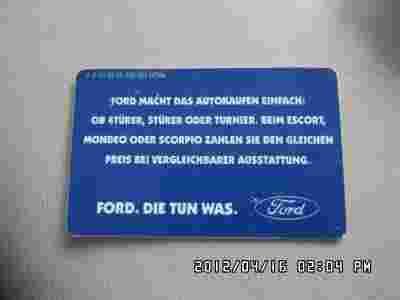 FORD MACHT DAS AUTOKAUFEN EINFACH:
OB 4TÜRER, 5TÜRER ODER TURNIER. BEIM ESCORT,
MONDEO ODER SCORPIO ZAHLEN SIE DEN GLEICHEN
PREIS BEI VERGLEICHBARER AUSSTATTUNG.
FORD. DIE TUN WAS. Ford
2012/04/16 02:04 PM